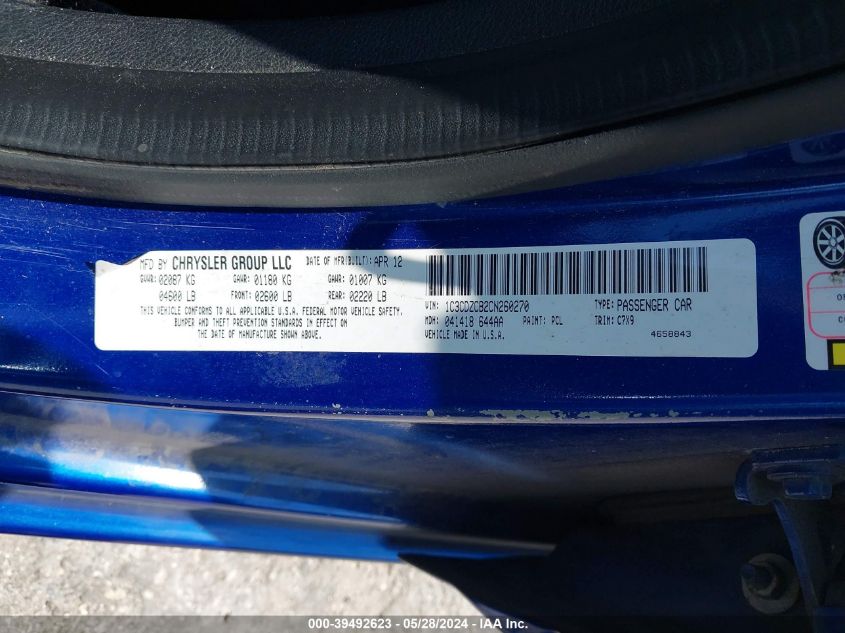 MFD BY CHRYSLER GROUP LLC DATE OF MFR(BUILT): APR 12
GVWR: 02087 KG GAWR: 01180 KG GAWR: 01007 KG
04600 LB FRONT: 02600 LB REAR: 02220 LB
THIS VEHICLE CONFORMS TO ALL APPLICABLE U.S.A. FEDERAL MOTOR VEHICLE SAFETY,
BUMPER AND THEFT PREVENTION STANDARDS IN EFFECT ON
THE DATE OF MANUFACTURE SHOWN ABOVE.
VIN: 1C3CDZCB2CN260270 TYPE: PASSENGER CAR
MDH: 041418 644AA PAINT: PCL TRIM: C7X9
VEHICLE MADE IN U.S.A. 4658843
000-39492623 - 05/28/2024 - IAAI.com